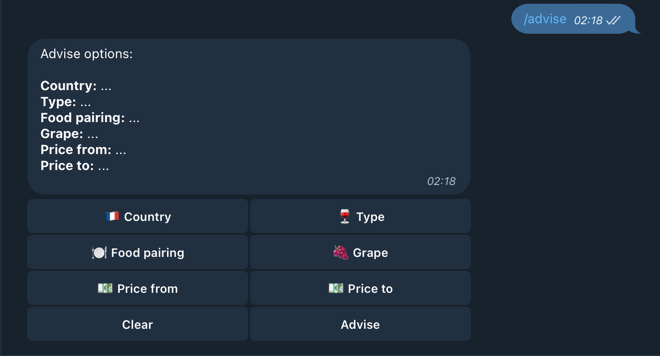 /advise 02:18
Advise options:
Country: ...
Type: ...
Food pairing: ...
Grape: ...
Price from: ...
Price to: ...
02:18
Country Type
Food pairing Grape
Price from Price to
Clear Advise